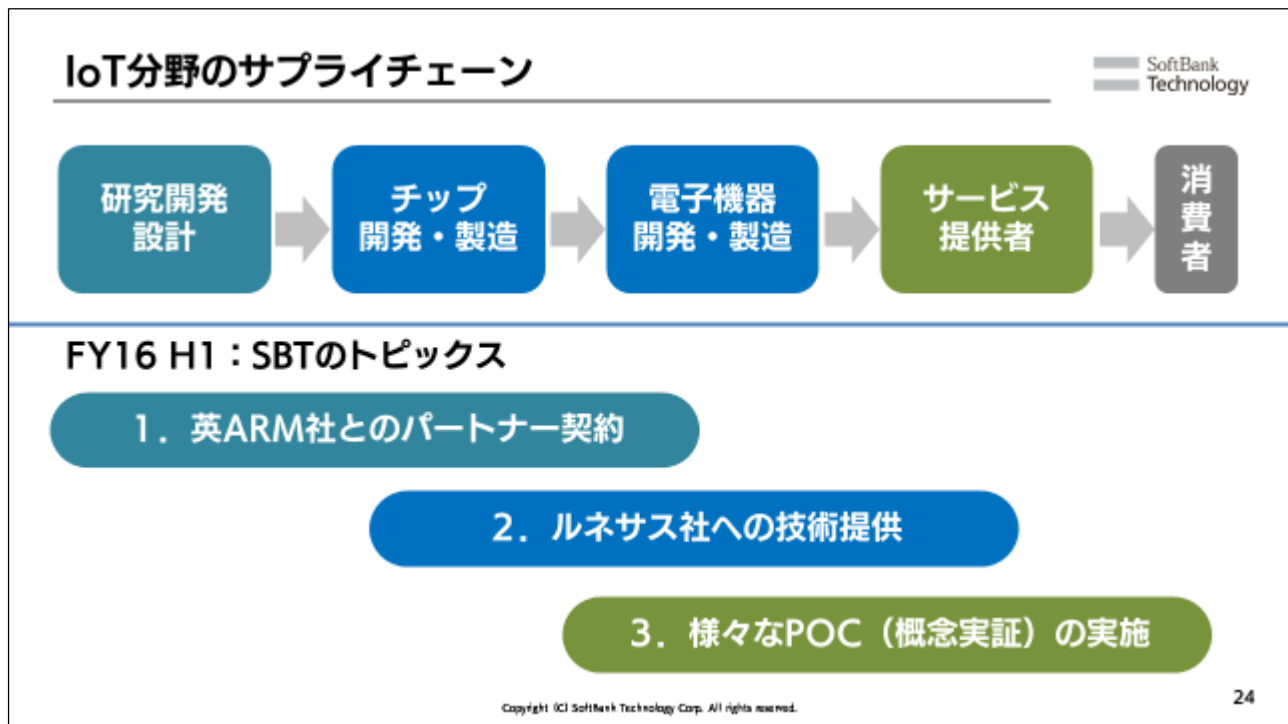 IoT分野のサプライチェーン
SoftBank
Technology
研究開発
設計
チップ
開発・製造
電子機器
開発・製造
サービス
提供者
消
費
者
FY16 H1：SBTのトピックス
1．英ARM社とのパートナー契約
2．ルネサス社への技術提供
3．様々なPOC（概念実証）の実施
Copyright (C) SoftBank Technology Corp. All rights reserved.
24